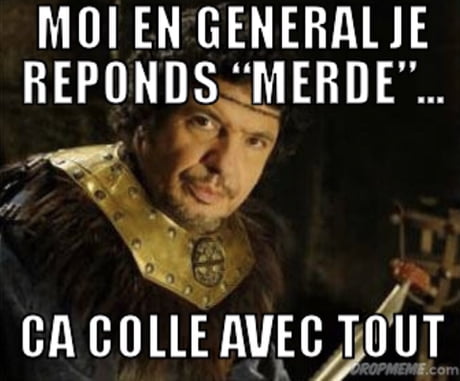 MOI EN GENERAL JE
REPONDS “MERDE”...
CA COLLE AVEC TOUT
DROPMEME.com